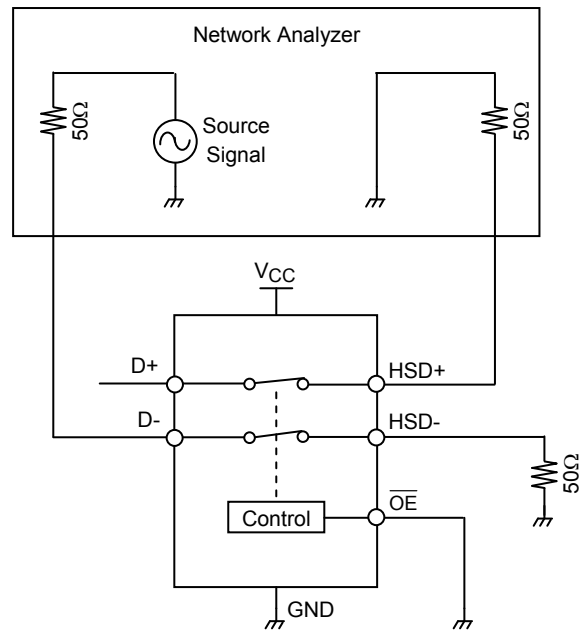 Network Analyzer
50Ω
Source
Signal
50Ω
VCC
D+
HSD+
D-
HSD-
50Ω
Control
OE
GND